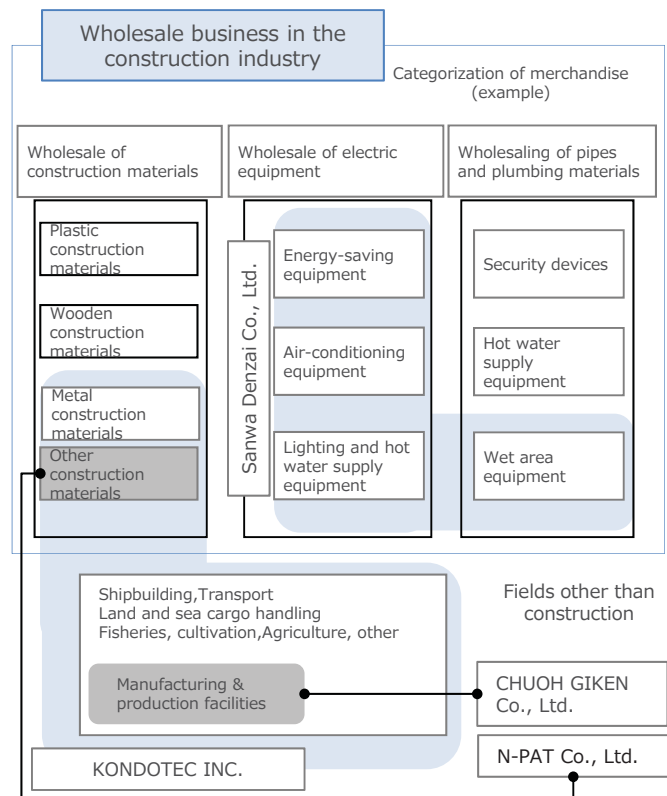 Wholesale business in the
construction industry
Categorization of merchandise
(example)
Wholesale of
construction materials
Wholesale of electric
equipment
Wholesaling of pipes
and plumbing materials
Plastic
construction
materials
Wooden
construction
materials
Metal
construction
materials
Other
construction
materials
Sanwa Denzai Co., Ltd.
Energy-saving
equipment
Air-conditioning
equipment
Lighting and hot
water supply
equipment
Security devices
Hot water
supply
equipment
Wet area
equipment
Shipbuilding,Transport
Land and sea cargo handling
Fisheries, cultivation,Agriculture, other
Manufacturing &
production facilities
KONDOTEC INC.
Fields other than
construction
CHUOH GIKEN
Co., Ltd.
N-PAT Co., Ltd.